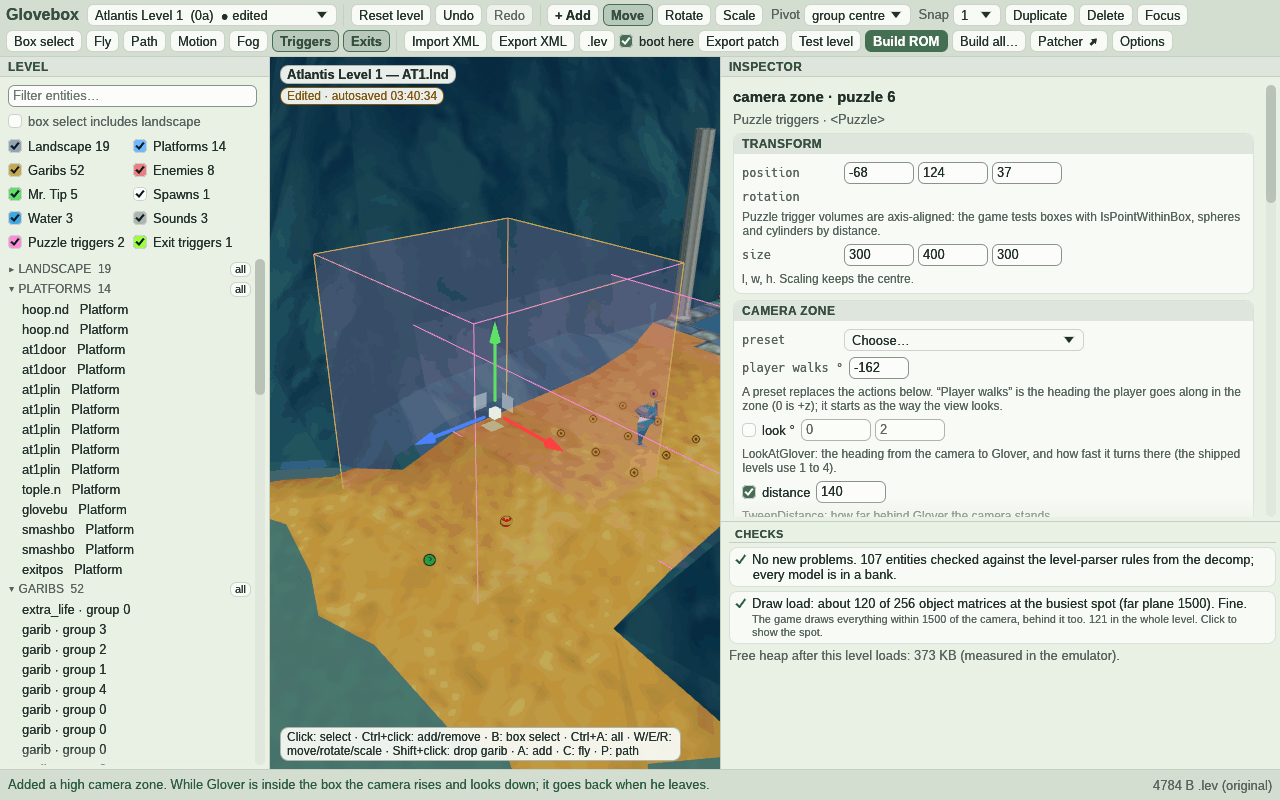 Glovebox Atlantis Level 1 (0a) ● edited Reset level Undo Redo + Add Move Rotate Scale Pivot group centre Snap 1 Duplicate Delete Focus
Box select Fly Path Motion Fog Triggers Exits Import XML Export XML .lev boot here Export patch Test level Build ROM Build all... Patcher ⬈ Options
LEVEL
Filter entities...
box select includes landscape
Landscape 19 Platforms 14
Garibs 52 Enemies 8
Mr. Tip 5 Spawns 1
Water 3 Sounds 3
Puzzle triggers 2 Exit triggers 1
▸ LANDSCAPE 19 all
▾ PLATFORMS 14 all
hoop.nd Platform
hoop.nd Platform
at1door Platform
at1door Platform
at1plin Platform
at1plin Platform
at1plin Platform
at1plin Platform
at1plin Platform
tople.n Platform
glovebu Platform
smashbo Platform
smashbo Platform
exitpos Platform
▾ GARIBS 52 all
extra_life · group 0
garib · group 3
garib · group 2
garib · group 1
garib · group 4
garib · group 0
garib · group 0
garib · group 0
Atlantis Level 1 — AT1.lnd
Edited · autosaved 03:40:34
Click: select · Ctrl+click: add/remove · B: box select · Ctrl+A: all · W/E/R:
move/rotate/scale · Shift+click: drop garib · A: add · C: fly · P: path
INSPECTOR
camera zone · puzzle 6
Puzzle triggers · <Puzzle>
TRANSFORM
position -68 124 37
rotation
Puzzle trigger volumes are axis-aligned: the game tests boxes with IsPointWithinBox, spheres
and cylinders by distance.
size 300 400 300
l, w, h. Scaling keeps the centre.
CAMERA ZONE
preset Choose...
player walks ° -162
A preset replaces the actions below. “Player walks” is the heading the player goes along in the
zone (0 is +z); it starts as the way the view looks.
look ° 0 2
LookAtGlover: the heading from the camera to Glover, and how fast it turns there (the shipped
levels use 1 to 4).
distance 140
TweenDistance: how far behind Glover the camera stands.
CHECKS
No new problems. 107 entities checked against the level-parser rules from the decomp;
every model is in a bank.
Draw load: about 120 of 256 object matrices at the busiest spot (far plane 1500). Fine.
The game draws everything within 1500 of the camera, behind it too. 121 in the whole level. Click to
show the spot.
Free heap after this level loads: 373 KB (measured in the emulator).
Added a high camera zone. While Glover is inside the box the camera rises and looks down; it goes back when he leaves.
4784 B .lev (original)